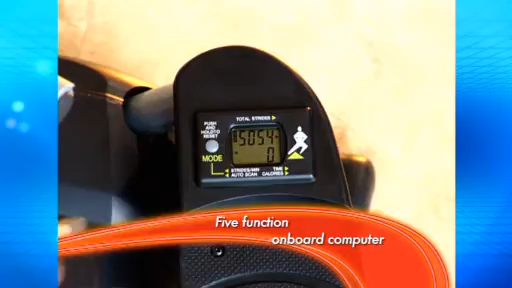 TOTAL STRIDES
PUSH
AND
HOLD TO
RESET
5054
0
MODE
STRIDES/MIN
TIME
AUTO SCAN
CALORIES
Five function
onboard computer